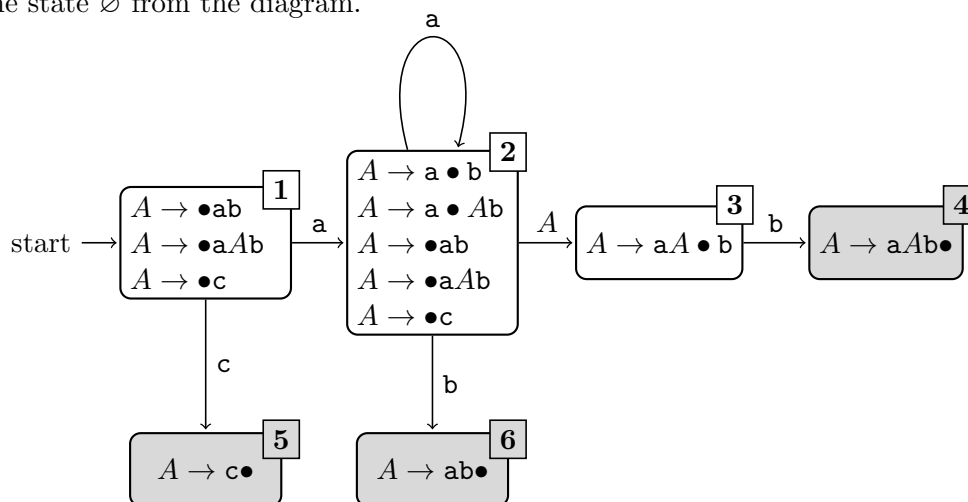 the state ∅ from the diagram.
a
2
A → a • b
1
A → •ab
A → a • Ab
3
4
start
A → •aAb
a
A → •ab
A
A → aA • b
b
A → aAb•
A → •c
A → •aAb
A → •c
c
b
5
6
A → c•
A → ab•